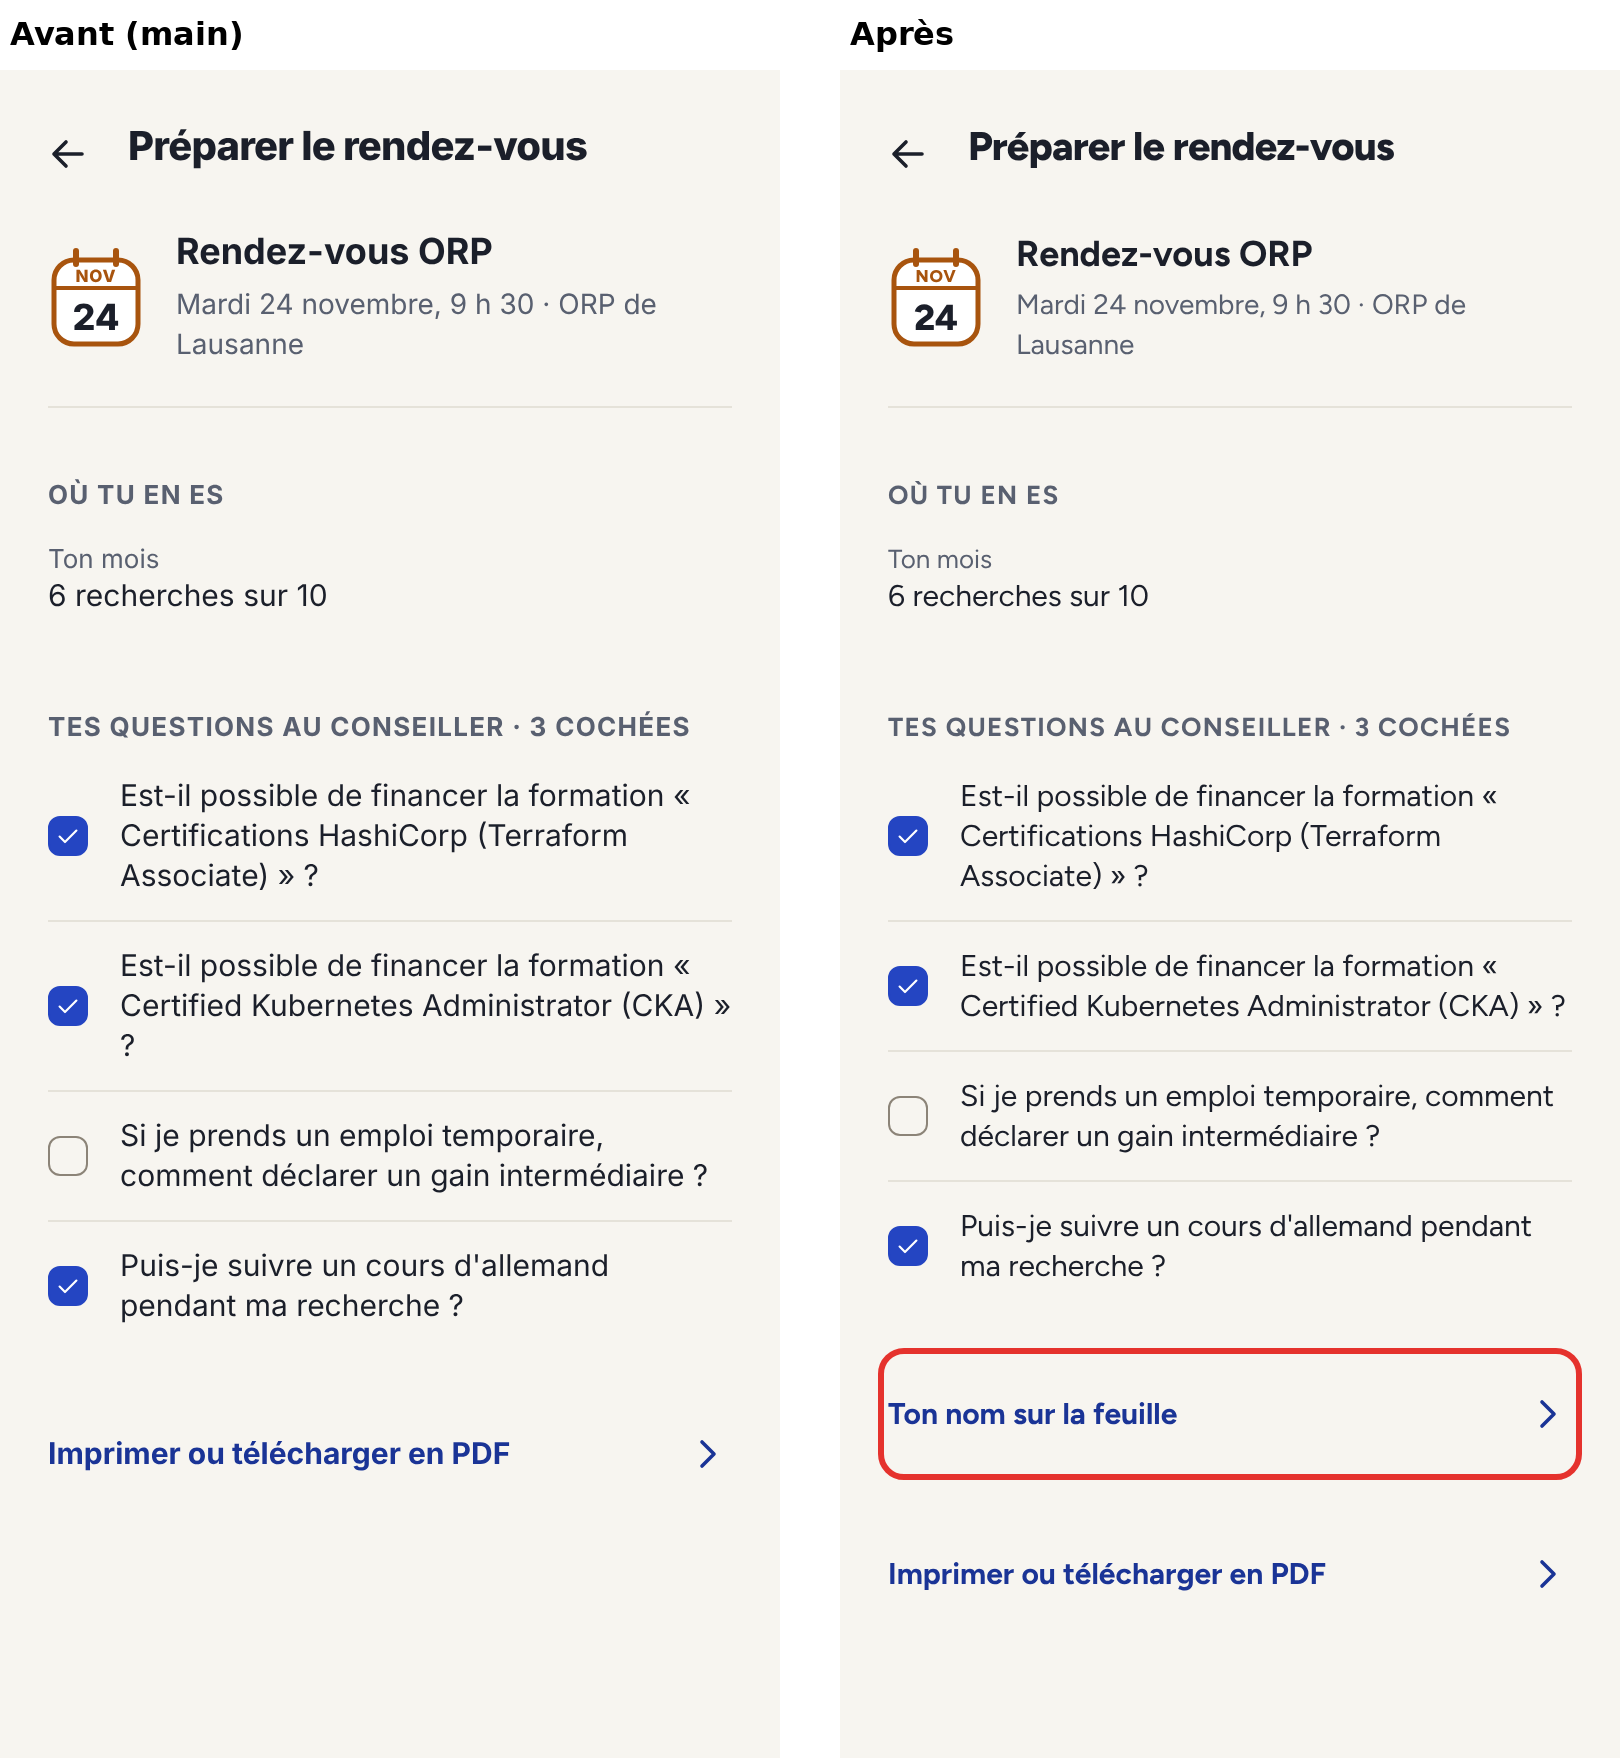 Avant (main)
Préparer le rendez-vous
NOV
24
Rendez-vous ORP
Mardi 24 novembre, 9 h 30 · ORP de
Lausanne
OÙ TU EN ES
Ton mois
6 recherches sur 10
TES QUESTIONS AU CONSEILLER · 3 COCHÉES
Est-il possible de financer la formation «
Certifications HashiCorp (Terraform
Associate) » ?
Est-il possible de financer la formation «
Certified Kubernetes Administrator (CKA) »
?
Si je prends un emploi temporaire,
comment déclarer un gain intermédiaire ?
Puis-je suivre un cours d'allemand
pendant ma recherche ?
Imprimer ou télécharger en PDF
Après
Préparer le rendez-vous
NOV
24
Rendez-vous ORP
Mardi 24 novembre, 9 h 30 · ORP de
Lausanne
OÙ TU EN ES
Ton mois
6 recherches sur 10
TES QUESTIONS AU CONSEILLER · 3 COCHÉES
Est-il possible de financer la formation «
Certifications HashiCorp (Terraform
Associate) » ?
Est-il possible de financer la formation «
Certified Kubernetes Administrator (CKA) » ?
Si je prends un emploi temporaire, comment
déclarer un gain intermédiaire ?
Puis-je suivre un cours d'allemand pendant
ma recherche ?
Ton nom sur la feuille
Imprimer ou télécharger en PDF